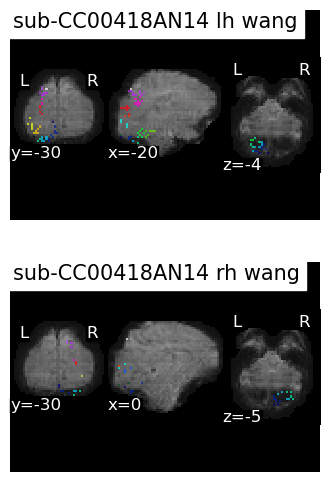 sub-CC00418AN14 lh wang
L R
L R
y=-30
x=-20
z=-4
sub-CC00418AN14 rh wang
L R
L R
y=-30
x=0
z=-5